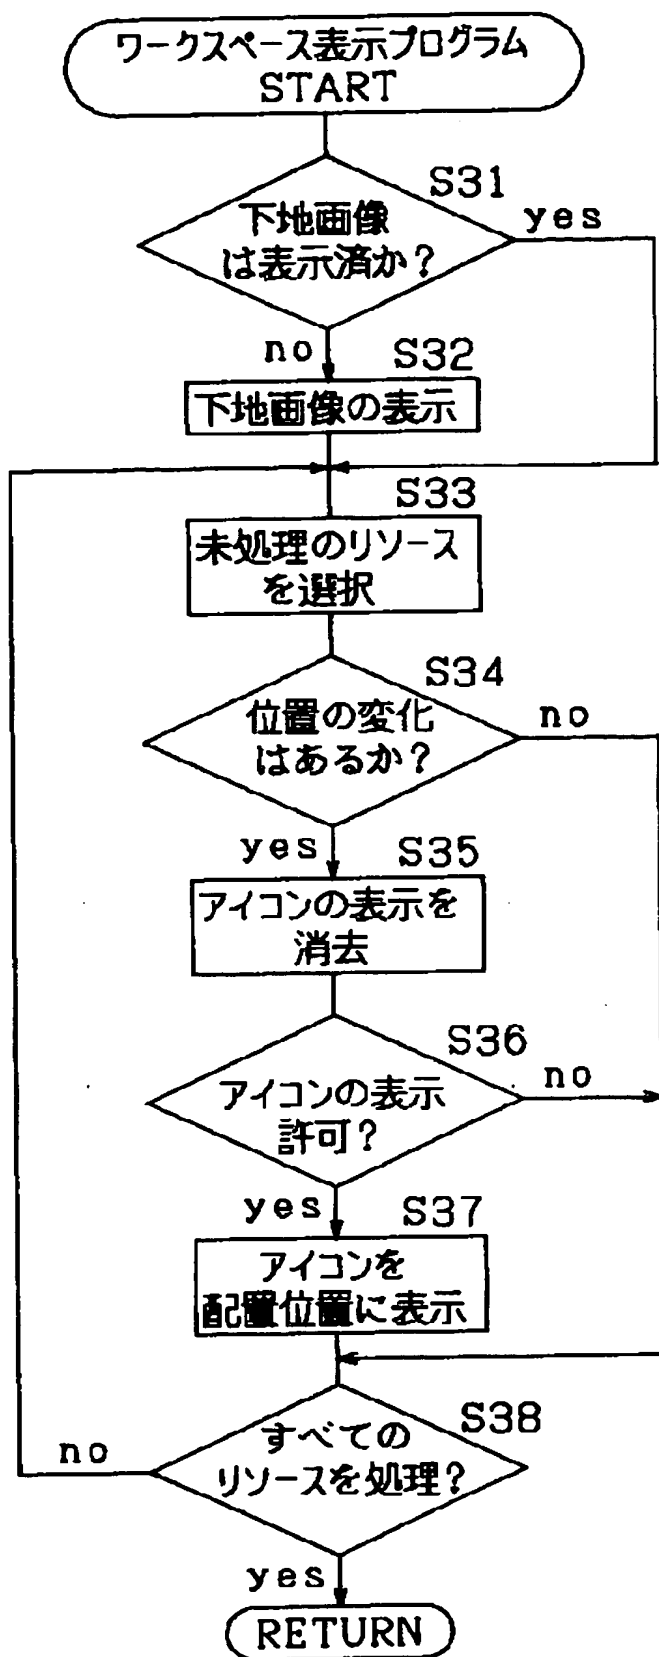 ワークスペース表示プログラム
START
S31
下地画像
は表示済か？
yes
no
S32
下地画像の表示
S33
未処理のリソース
を選択
S34
位置の変化
はあるか？
no
yes
S35
アイコンの表示を
消去
S36
アイコンの表示
許可？
no
yes
S37
アイコンを
配置位置に表示
S38
すべての
リソースを処理？
no
yes
RETURN